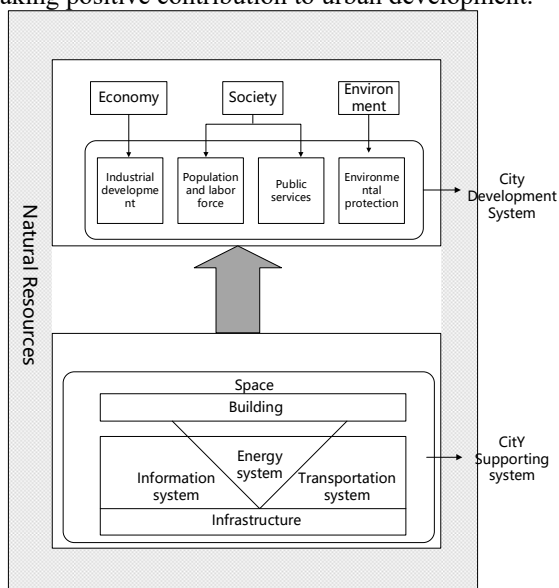 aking positive contribution to urban development.
Economy
Society
Environ
ment
Industrial
developme
nt
Population
and labor
force
Public
services
Environme
ntal
protection
City
Development
System
Natural Resources
Space
Building
Energy
system
Information
system
Transportation
system
Infrastructure
CitY
Supporting
system